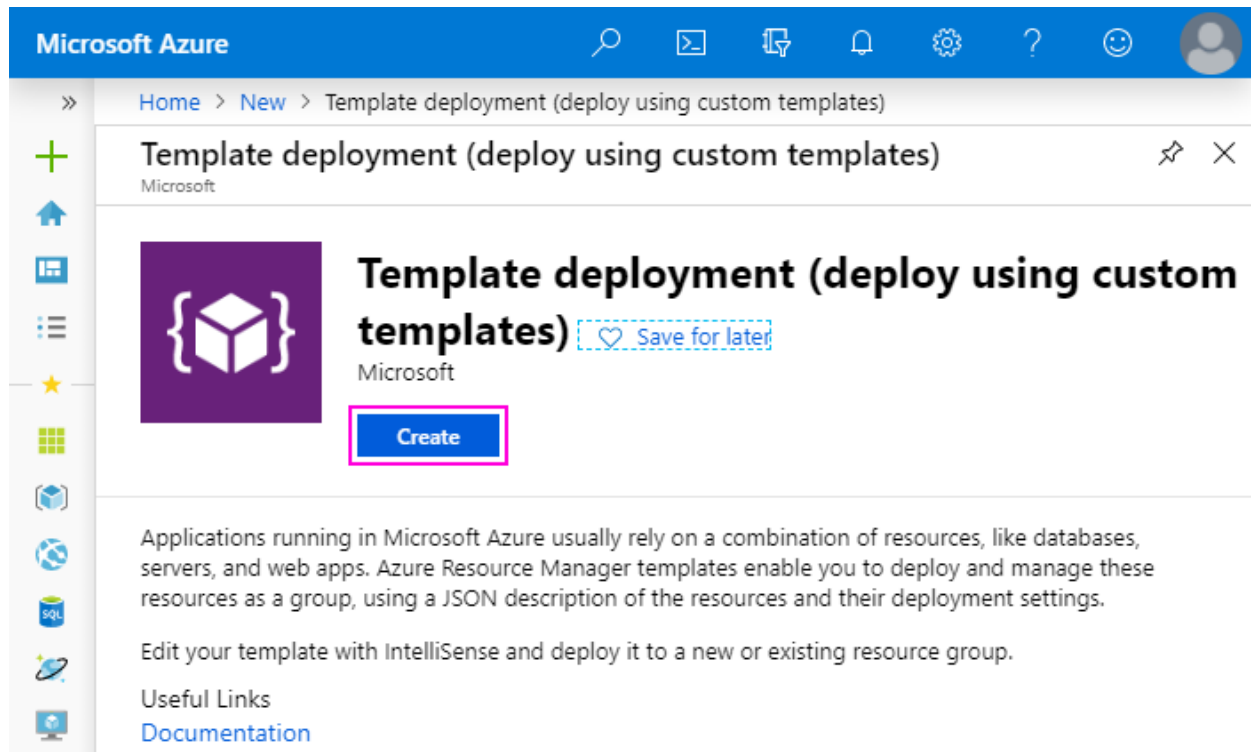 Microsoft Azure
Home > New > Template deployment (deploy using custom templates)
Template deployment (deploy using custom templates)
Microsoft
Template deployment (deploy using custom
templates) Save for later
Microsoft
Create
Applications running in Microsoft Azure usually rely on a combination of resources, like databases,
servers, and web apps. Azure Resource Manager templates enable you to deploy and manage these
resources as a group, using a JSON description of the resources and their deployment settings.
Edit your template with IntelliSense and deploy it to a new or existing resource group.
SQL
Useful Links
Documentation